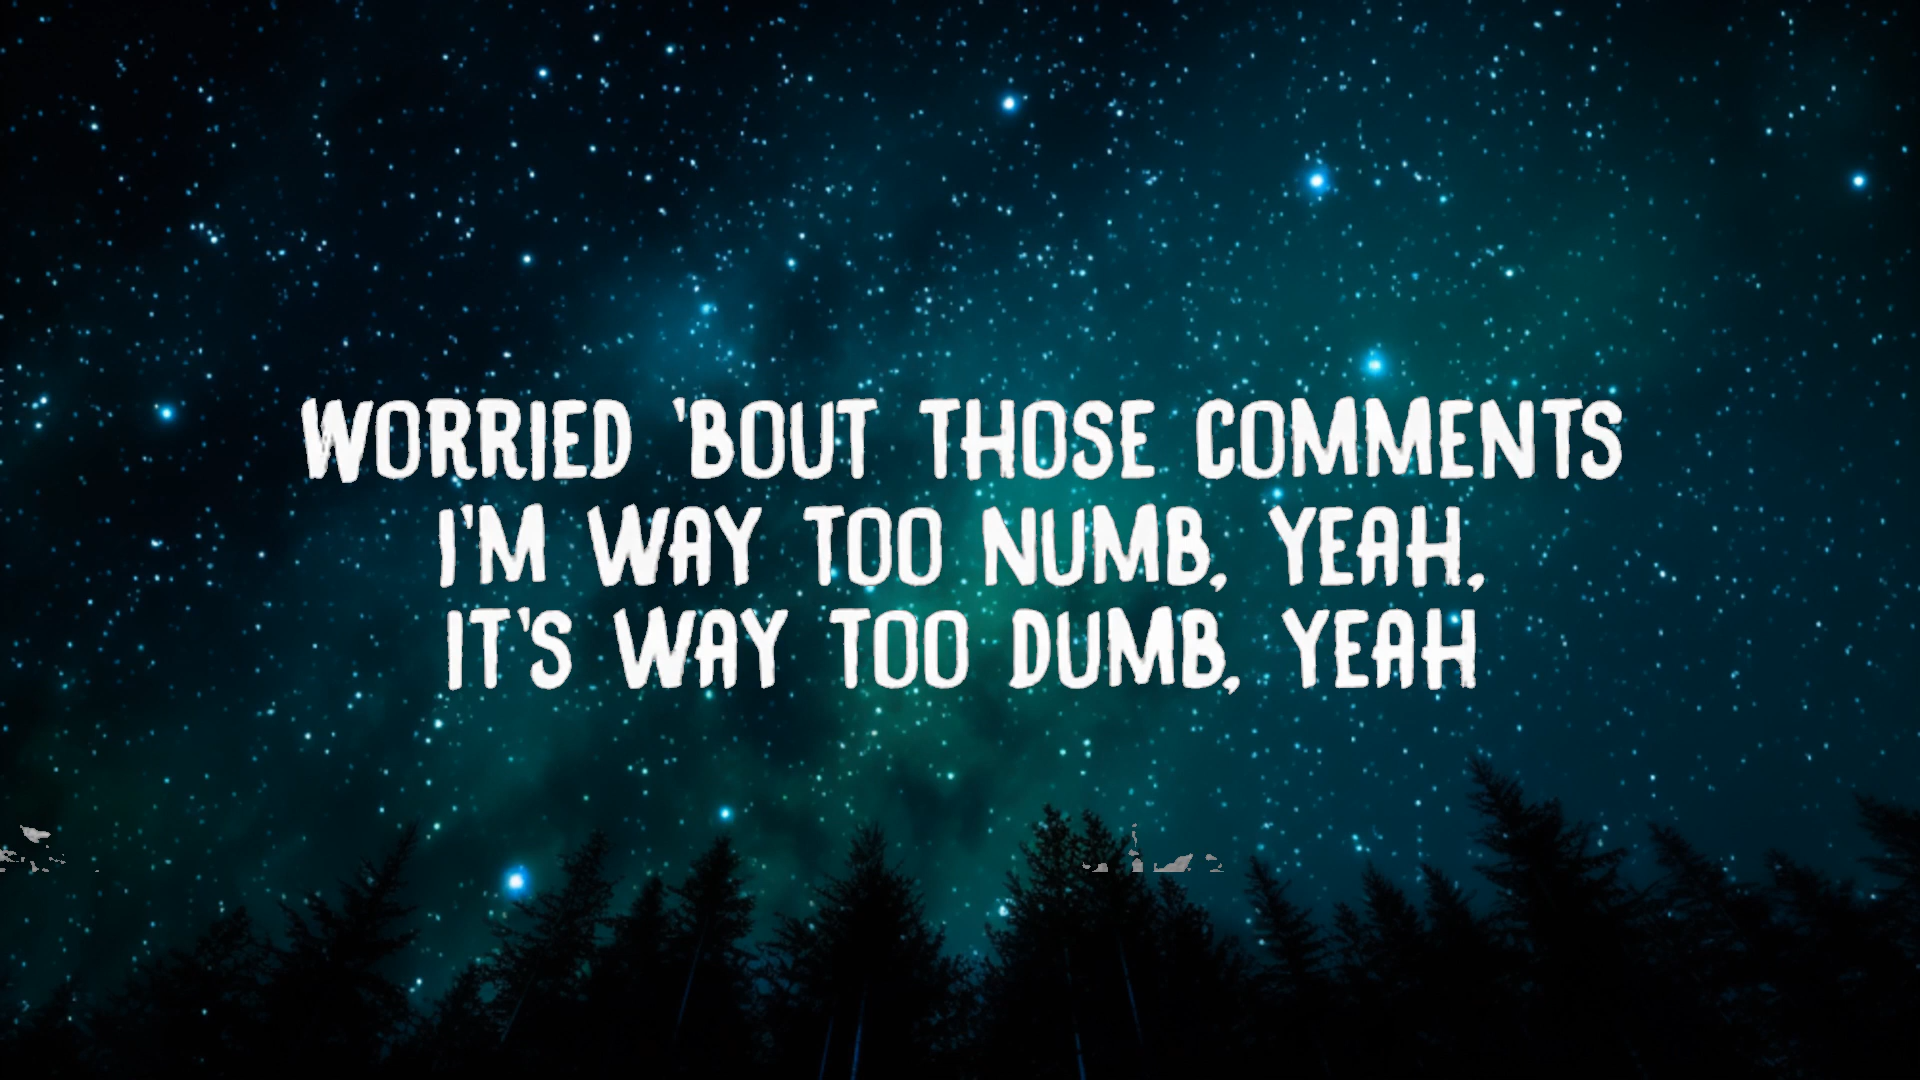 WORRIED 'BOUT THOSE COMMENTS
I'M WAY TOO NUMB, YEAH,
IT'S WAY TOO DUMB, YEAH